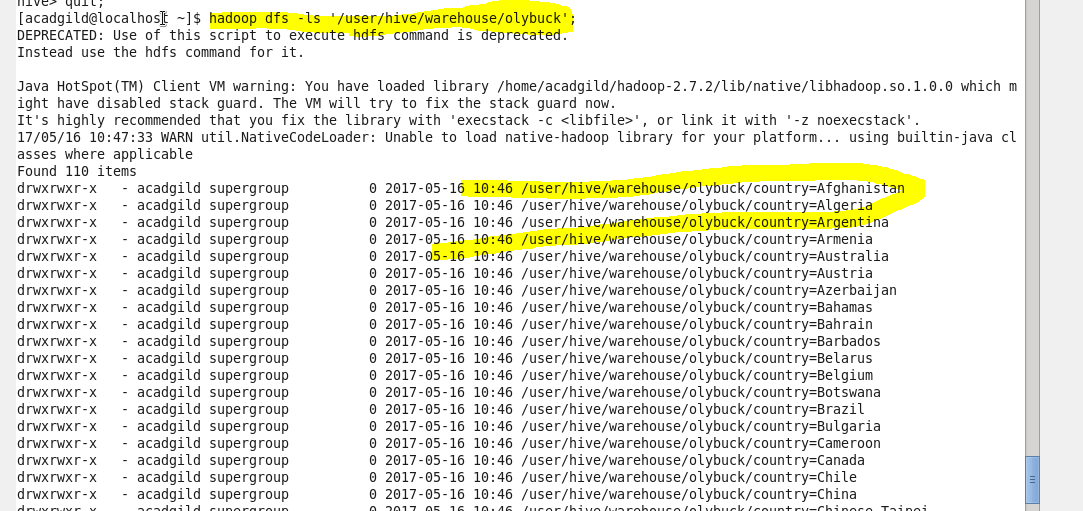 hive> quit;
[acadgild@localhost ~]$ hadoop dfs -ls '/user/hive/warehouse/olybuck';
DEPRECATED: Use of this script to execute hdfs command is deprecated.
Instead use the hdfs command for it.
Java HotSpot(TM) Client VM warning: You have loaded library /home/acadgild/hadoop-2.7.2/lib/native/libhadoop.so.1.0.0 which m
ight have disabled stack guard. The VM will try to fix the stack guard now.
It's highly recommended that you fix the library with 'execstack -c <libfile>', or link it with '-z noexecstack'.
17/05/16 10:47:33 WARN util.NativeCodeLoader: Unable to load native-hadoop library for your platform... using builtin-java cl
asses where applicable
Found 110 items
drwxrwxr-x   - acadgild supergroup          0 2017-05-16 10:46 /user/hive/warehouse/olybuck/country=Afghanistan
drwxrwxr-x   - acadgild supergroup          0 2017-05-16 10:46 /user/hive/warehouse/olybuck/country=Algeria
drwxrwxr-x   - acadgild supergroup          0 2017-05-16 10:46 /user/hive/warehouse/olybuck/country=Argentina
drwxrwxr-x   - acadgild supergroup          0 2017-05-16 10:46 /user/hive/warehouse/olybuck/country=Armenia
drwxrwxr-x   - acadgild supergroup          0 2017-05-16 10:46 /user/hive/warehouse/olybuck/country=Australia
drwxrwxr-x   - acadgild supergroup          0 2017-05-16 10:46 /user/hive/warehouse/olybuck/country=Austria
drwxrwxr-x   - acadgild supergroup          0 2017-05-16 10:46 /user/hive/warehouse/olybuck/country=Azerbaijan
drwxrwxr-x   - acadgild supergroup          0 2017-05-16 10:46 /user/hive/warehouse/olybuck/country=Bahamas
drwxrwxr-x   - acadgild supergroup          0 2017-05-16 10:46 /user/hive/warehouse/olybuck/country=Bahrain
drwxrwxr-x   - acadgild supergroup          0 2017-05-16 10:46 /user/hive/warehouse/olybuck/country=Barbados
drwxrwxr-x   - acadgild supergroup          0 2017-05-16 10:46 /user/hive/warehouse/olybuck/country=Belarus
drwxrwxr-x   - acadgild supergroup          0 2017-05-16 10:46 /user/hive/warehouse/olybuck/country=Belgium
drwxrwxr-x   - acadgild supergroup          0 2017-05-16 10:46 /user/hive/warehouse/olybuck/country=Botswana
drwxrwxr-x   - acadgild supergroup          0 2017-05-16 10:46 /user/hive/warehouse/olybuck/country=Brazil
drwxrwxr-x   - acadgild supergroup          0 2017-05-16 10:46 /user/hive/warehouse/olybuck/country=Bulgaria
drwxrwxr-x   - acadgild supergroup          0 2017-05-16 10:46 /user/hive/warehouse/olybuck/country=Cameroon
drwxrwxr-x   - acadgild supergroup          0 2017-05-16 10:46 /user/hive/warehouse/olybuck/country=Canada
drwxrwxr-x   - acadgild supergroup          0 2017-05-16 10:46 /user/hive/warehouse/olybuck/country=Chile
drwxrwxr-x   - acadgild supergroup          0 2017-05-16 10:46 /user/hive/warehouse/olybuck/country=China
drwxrwxr-x   - acadgild supergroup          0 2017-05-16 10:46 /user/hive/warehouse/olybuck/country=Chinese Taipei